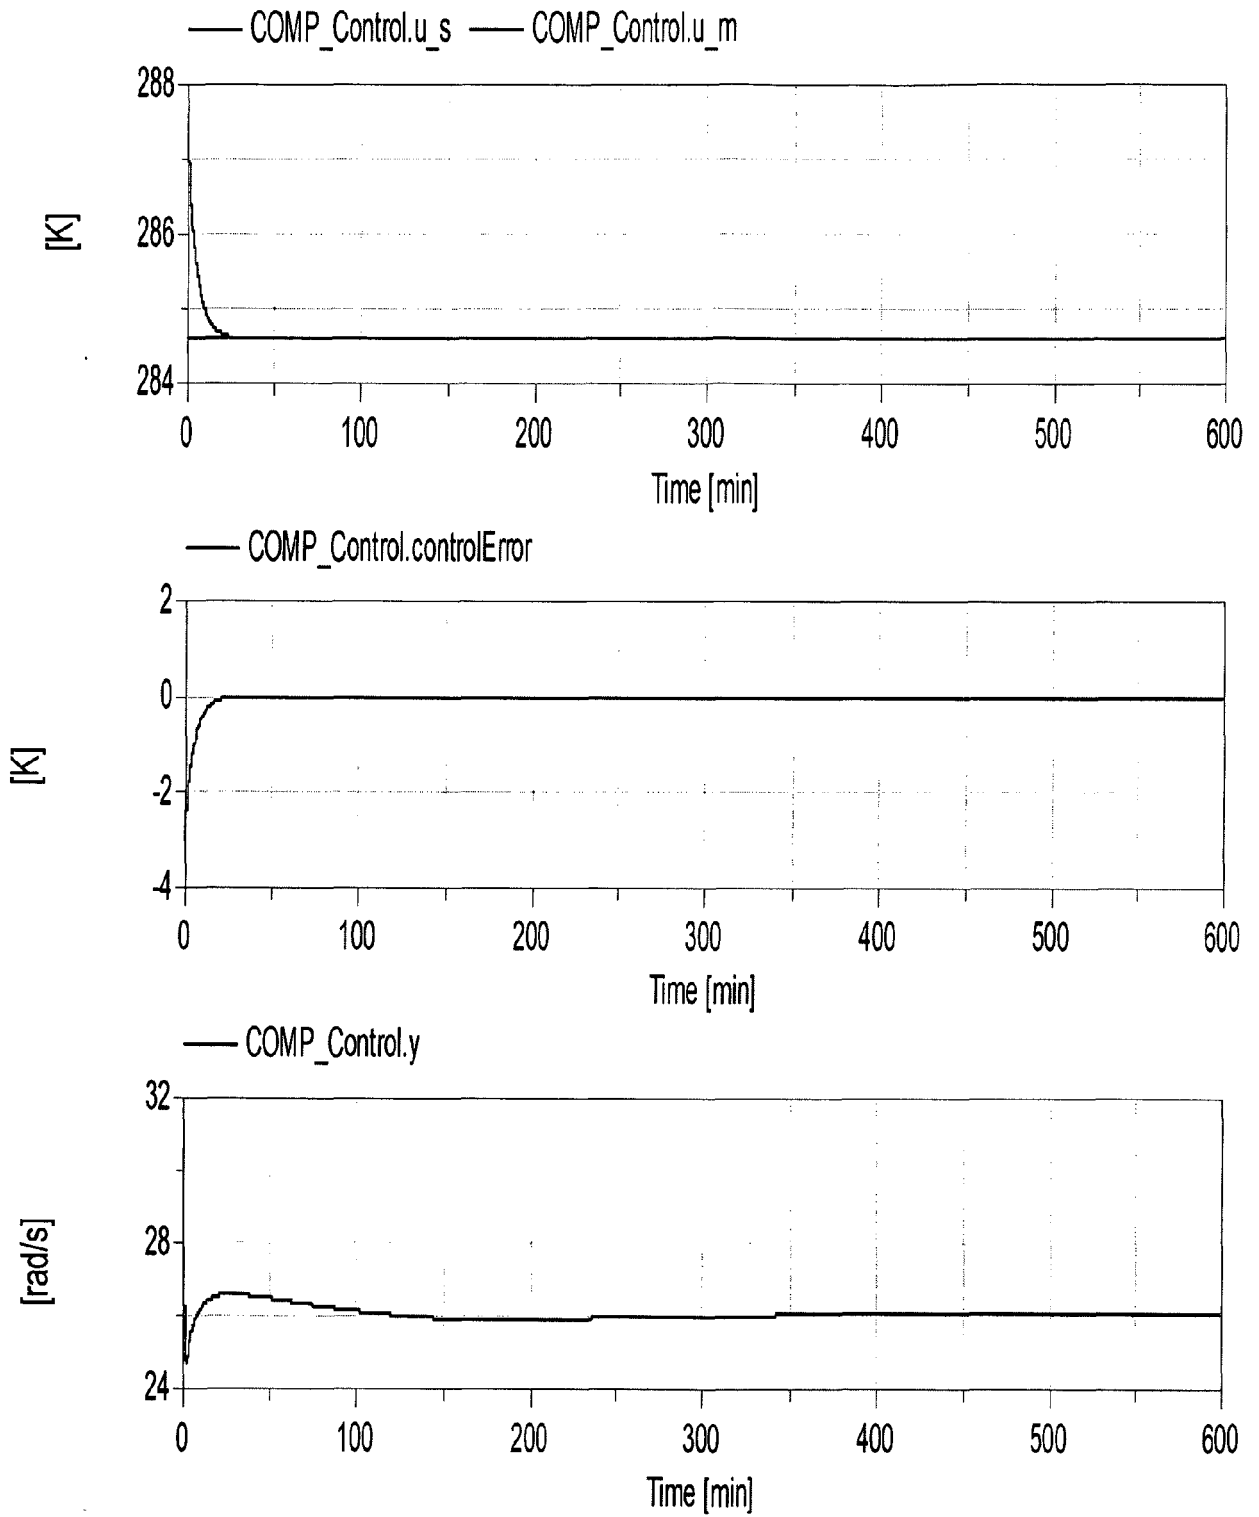 COMP_Control.u_s COMP_Control.u_m
288
286
284
[K]
0 100 200 300 400 500 600
Time [min]
COMP_Control.controlError
2
0
-2
-4
[K]
0 100 200 300 400 500 600
Time [min]
COMP_Control.y
32
28
24
[rad/s]
0 100 200 300 400 500 600
Time [min]